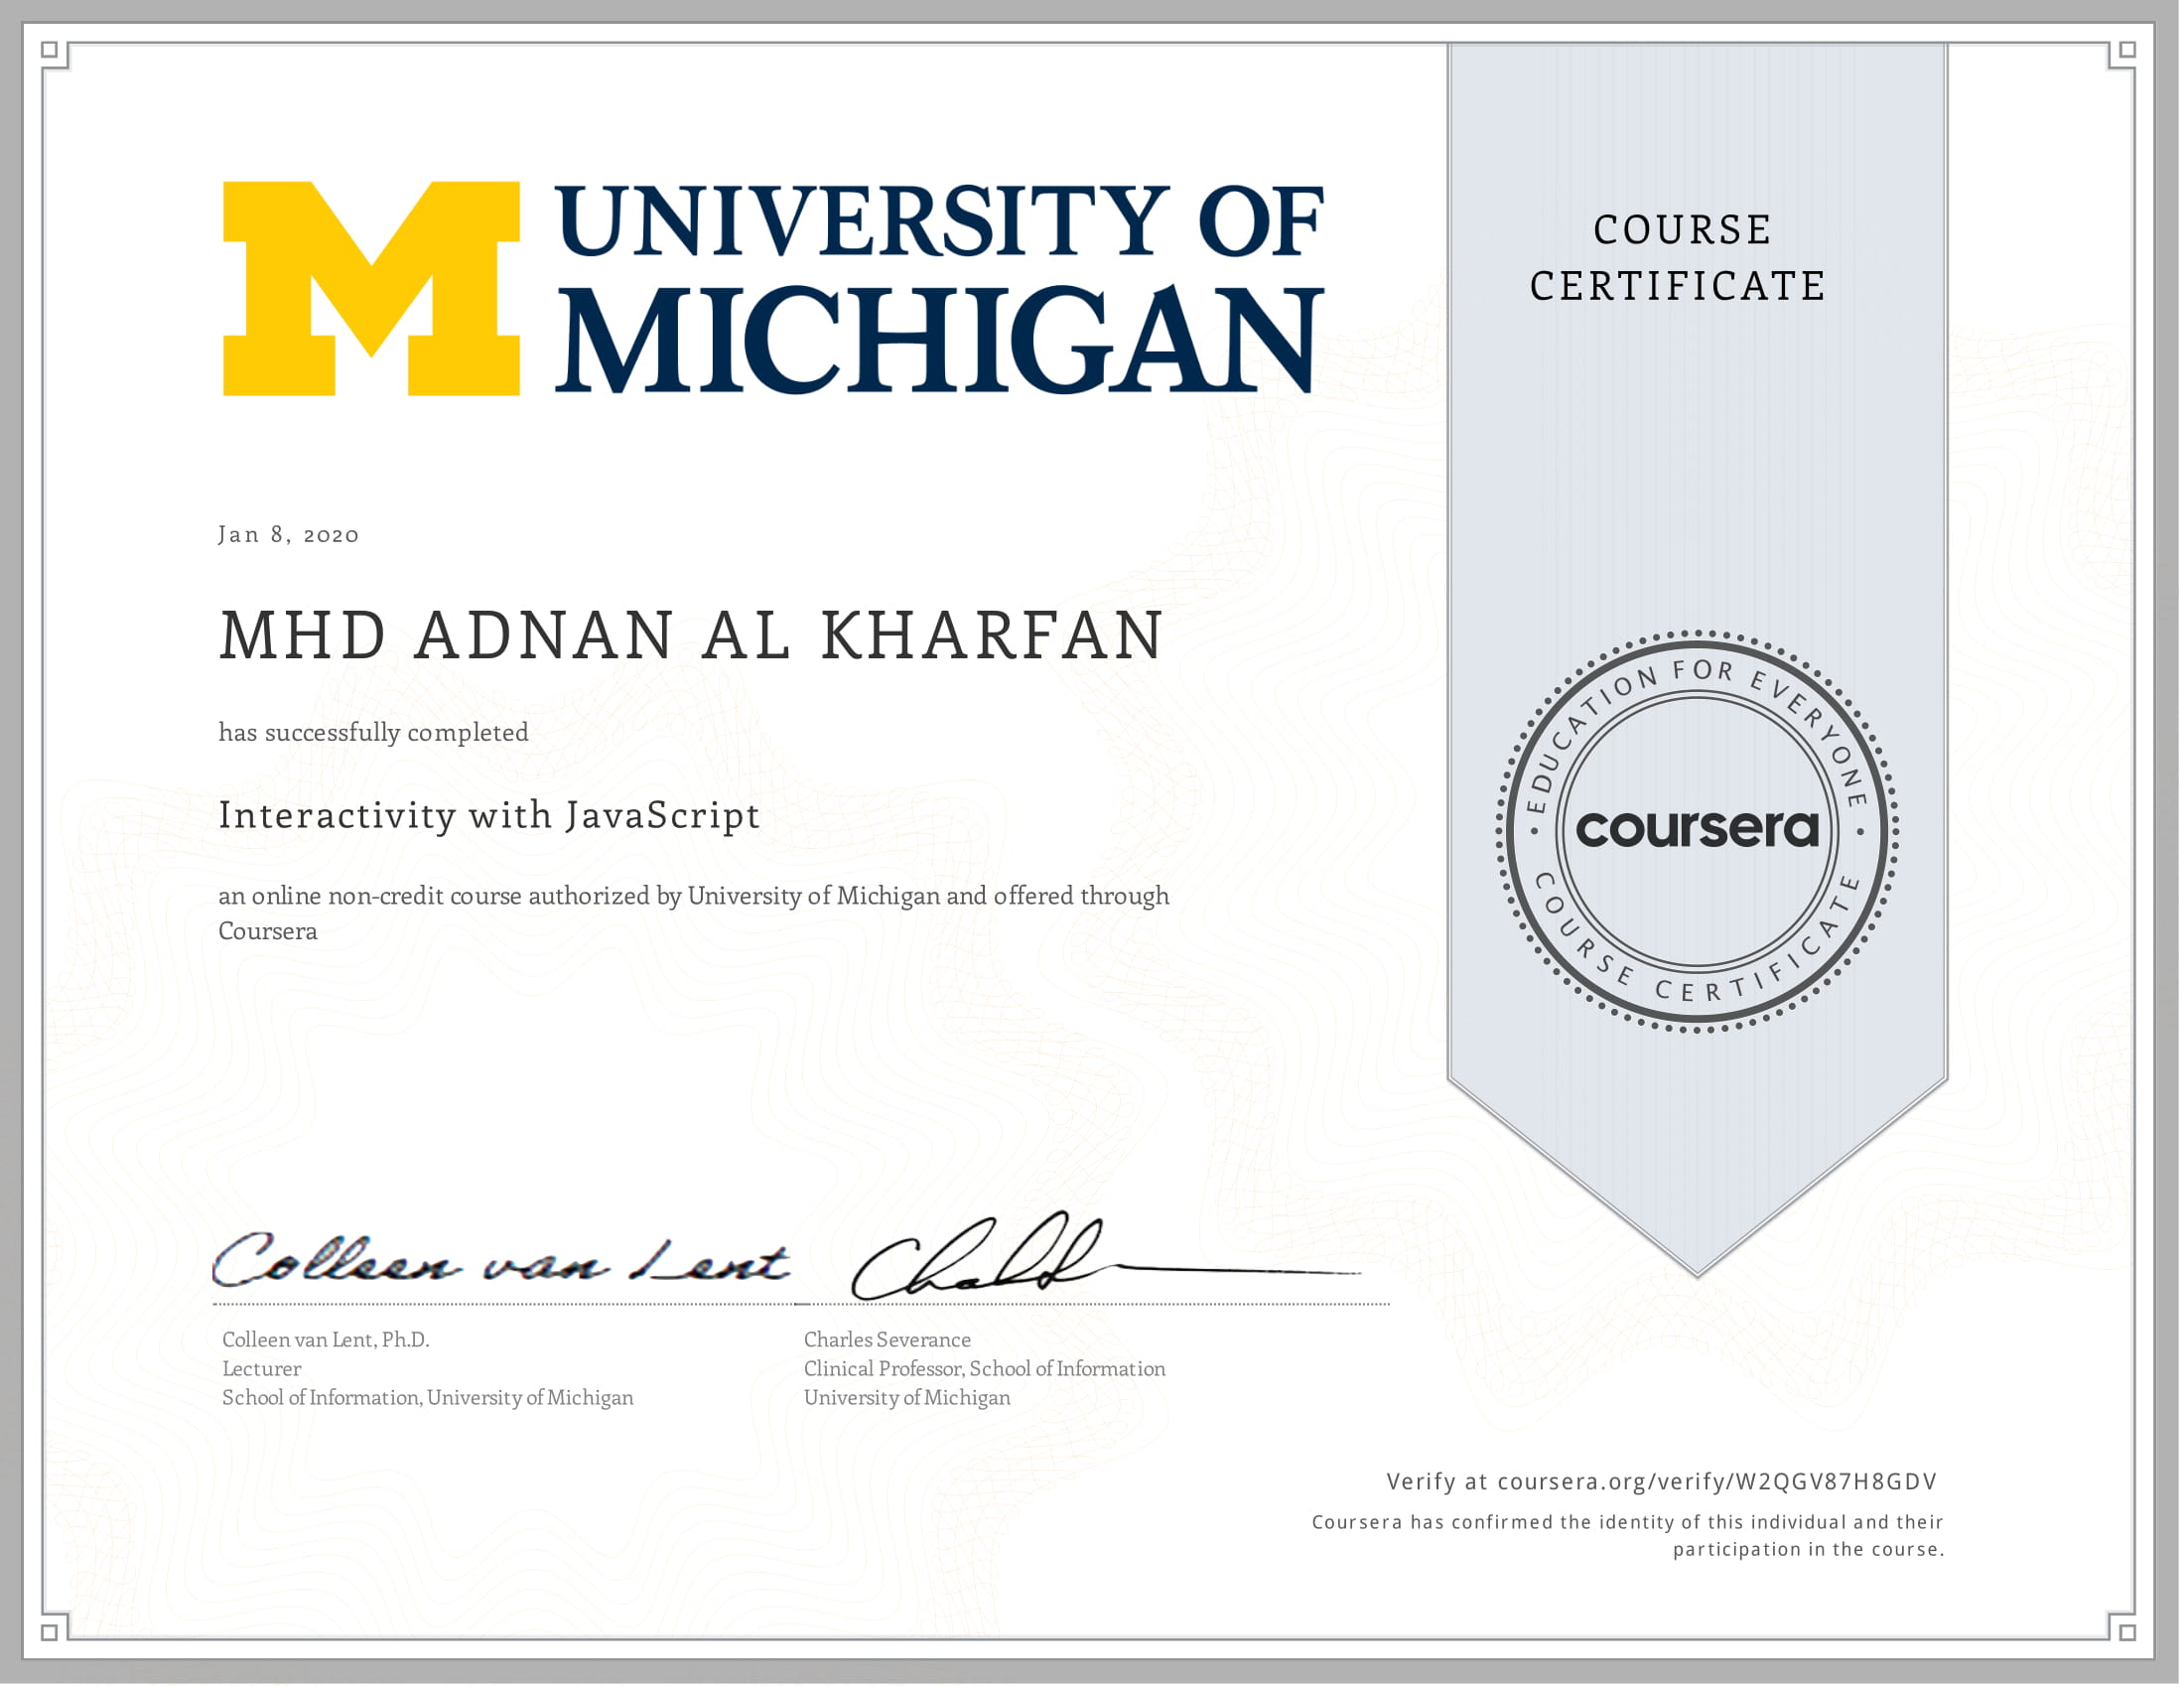 UNIVERSITY OF
MICHIGAN
COURSE
CERTIFICATE
Jan 8, 2020
MHD ADNAN AL KHARFAN
has successfully completed
Interactivity with JavaScript
an online non-credit course authorized by University of Michigan and offered through
Coursera
EDUCATION FOR EVERYONE
coursera
COURSE CERTIFICATE
Colleen van Lent
Colleen van Lent, Ph.D.
Lecturer
School of Information, University of Michigan
Charles Severance
Clinical Professor, School of Information
University of Michigan
Verify at coursera.org/verify/W2QGV87H8GDV
Coursera has confirmed the identity of this individual and their
participation in the course.